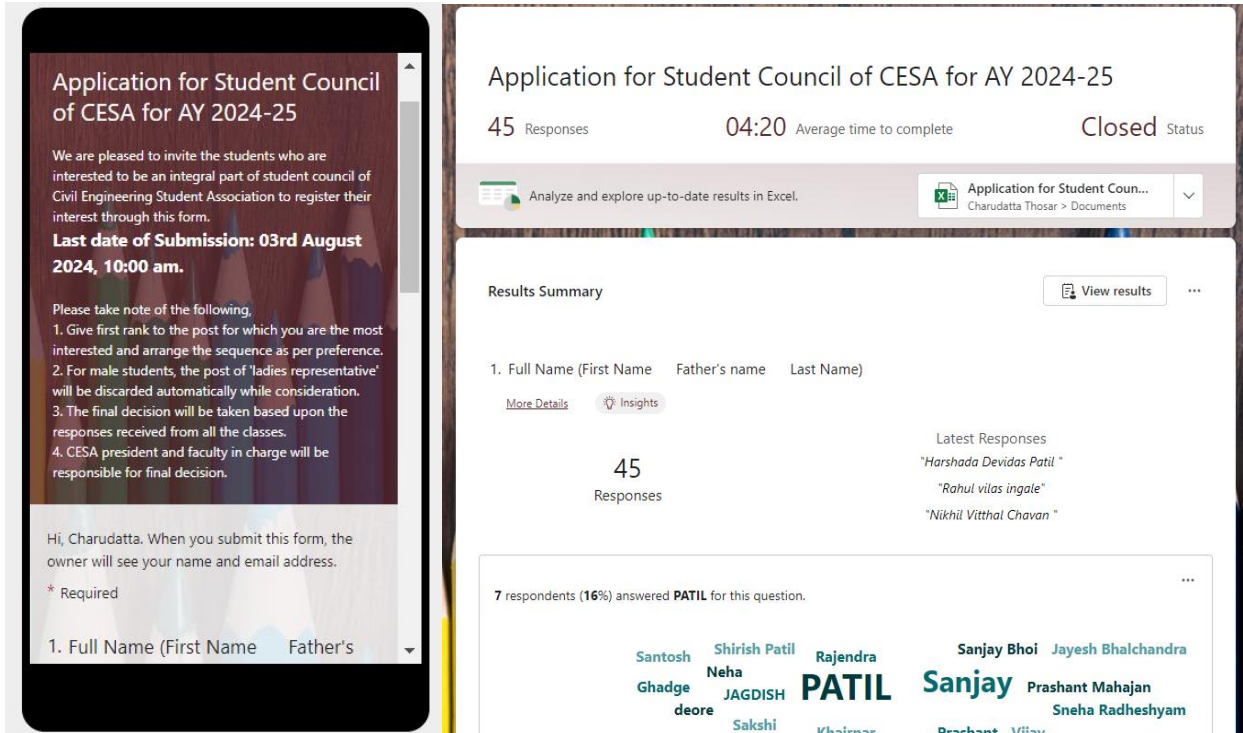 Application for Student Council
of CESA for AY 2024-25
We are pleased to invite the students who are
interested to be an integral part of student council of
Civil Engineering Student Association to register their
interest through this form.
Last date of Submission: 03rd August
2024, 10:00 am.
Please take note of the following,
1. Give first rank to the post for which you are the most
interested and arrange the sequence as per preference.
2. For male students, the post of 'ladies representative'
will be discarded automatically while consideration.
3. The final decision will be taken based upon the
responses received from all the classes.
4. CESA president and faculty in charge will be
responsible for final decision.
Hi, Charudatta. When you submit this form, the
owner will see your name and email address.
* Required
1. Full Name (First Name Father's
Application for Student Council of CESA for AY 2024-25
45 Responses 04:20 Average time to complete Closed Status
Analyze and explore up-to-date results in Excel.
Application for Student Coun...
Charudatta Thosar > Documents
Results Summary
View results
1. Full Name (First Name Father's name Last Name)
More Details Insights
45
Responses
Latest Responses
"Harshada Devidas Patil "
"Rahul vilas ingale"
"Nikhil Vitthal Chavan "
7 respondents (16%) answered PATIL for this question.
Santosh Shirish Patil Rajendra Sanjay Bhoi Jayesh Bhalchandra
Neha
Ghadge JAGDISH PATIL Sanjay Prashant Mahajan
deore Sneha Radheshyam
Sakshi Khairnar Prashant Vijay